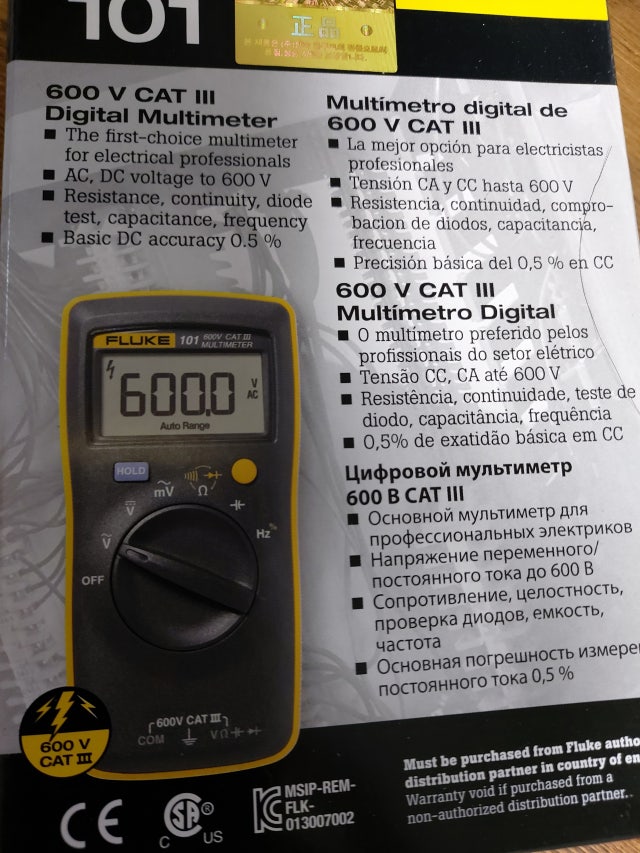 101
正品
600 V CAT III
Digital Multimeter
■ The first-choice multimeter
for electrical professionals
■ AC, DC voltage to 600 V
■ Resistance, continuity, diode
test, capacitance, frequency
■ Basic DC accuracy 0.5 %
Multímetro digital de
600 V CAT III
■ La mejor opción para electricistas
profesionales
■ Tensión CA y CC hasta 600 V
■ Resistencia, continuidad, compro-
bacion de diodos, capacitancia,
frecuencia
■ Precisión básica del 0,5 % en CC
600 V CAT III
Multímetro Digital
■ O multímetro preferido pelos
profissionais do setor elétrico
■ Tensão CC, CA até 600 V
■ Resistência, continuidade, teste de
diodo, capacitância, frequência
■ 0,5% de exatidão básica em CC
Цифровой мультиметр
600 В CAT III
■ Основной мультиметр для
профессиональных электриков
■ Напряжение переменного/
постоянного тока до 600 В
■ Сопротивление, целостность,
проверка диодов, емкость,
частота
■ Основная погрешность измере
постоянного тока 0,5 %
FLUKE 101 600V CAT III
MULTIMETER
600.0 V
AC
Auto Range
HOLD
mV
Ω
V
Hz%
V
OFF
600V CAT III
COM VΩ
600 V
CAT III
CE
C SA® US
MSIP-REM-
FLK-
013007002
Must be purchased from Fluke autho
distribution partner in country of en
Warranty void if purchased from a
non-authorized distribution partner.